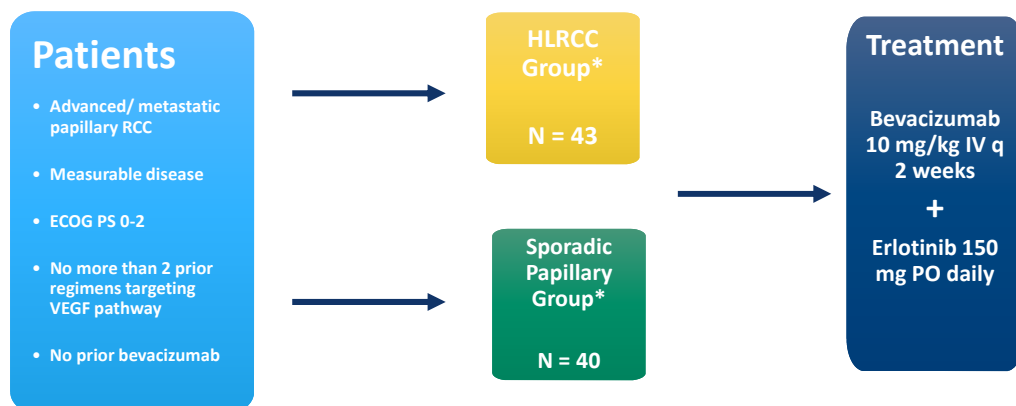 Patients
• Advanced/ metastatic
papillary RCC
• Measurable disease
• ECOG PS 0-2
• No more than 2 prior
regimens targeting
VEGF pathway
• No prior bevacizumab
HLRCC
Group*
N = 43
Sporadic
Papillary
Group*
N = 40
Treatment
Bevacizumab
10 mg/kg IV q
2 weeks
+
Erlotinib 150
mg PO daily